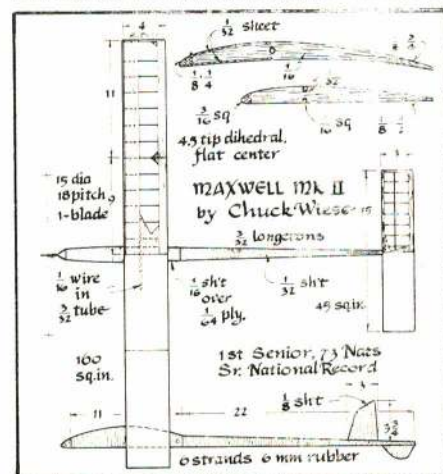 4
1/32 sheet
1/8 1/4
1/16
3/16 sq
1/32
1/16 sq
1/8
11
4.5 tip dihedral,
flat center
15 dia
18 pitch
1-blade
9
MAXWELL MK II
by Chuck Wiese
3
15
3/32 longerons
1/16 wire
in
3/32 tube
1/16 sh't
over
1/64 ply.
1/32 sh't
45 sq.in.
160
sq.in.
1st Senior, 73 Nats
Sr. National Record
1/8 sht
3
11
22
3 3/4
6 strands 6 mm rubber